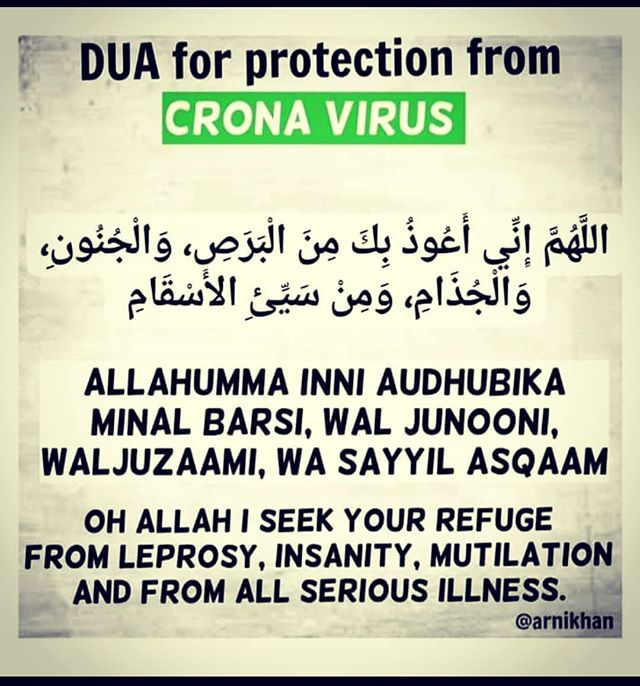 DUA for protection from
CRONA VIRUS
اللَّهُمَّ إِنِّي أَعُوذُ بِكَ مِنَ الْبَرَصِ، وَالْجُنُونِ،
وَالْجُذَامِ، وَمِنْ سَيِّئِ الأَسْقَامِ
ALLAHUMMA INNI AUDHUBIKA
MINAL BARSI, WAL JUNOONI,
WALJUZAAMI, WA SAYYIL ASQAAM
OH ALLAH I SEEK YOUR REFUGE
FROM LEPROSY, INSANITY, MUTILATION
AND FROM ALL SERIOUS ILLNESS.
@arnikhan